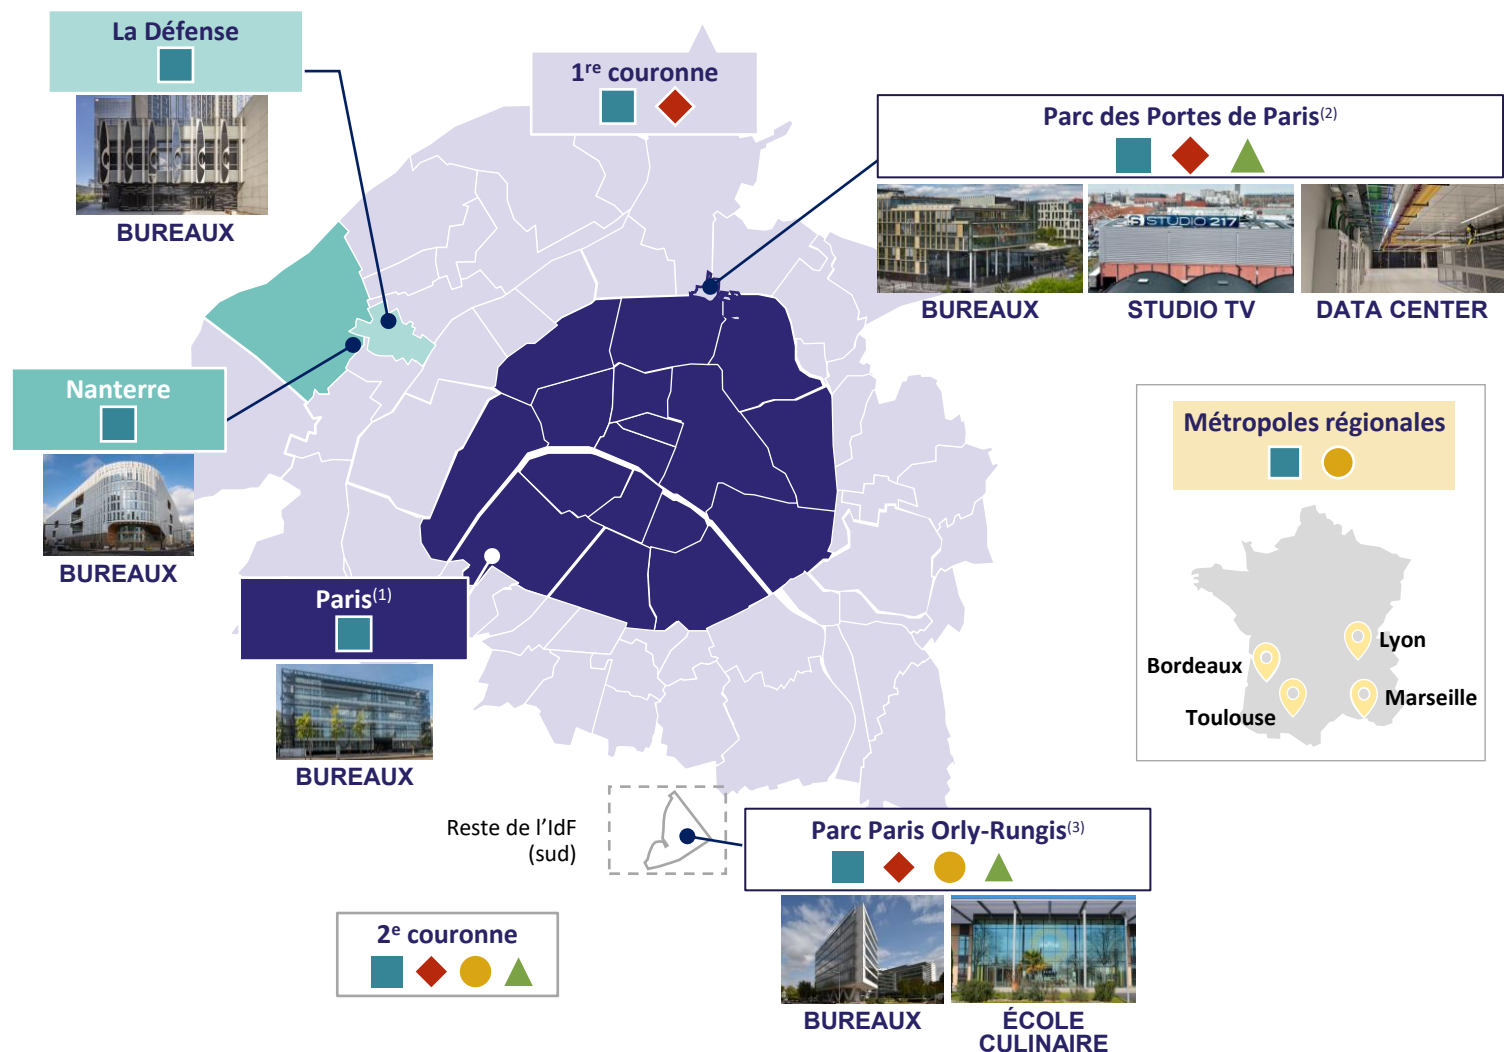 La Défense
BUREAUX
1re couronne
Parc des Portes de Paris(2)
BUREAUX
STUDIO 217
STUDIO TV
DATA CENTER
Nanterre
BUREAUX
Métropoles régionales
Lyon
Bordeaux
Marseille
Toulouse
Paris(1)
BUREAUX
Reste de l'IdF
(sud)
Parc Paris Orly-Rungis(3)
BUREAUX
ÉCOLE
CULINAIRE
2e couronne